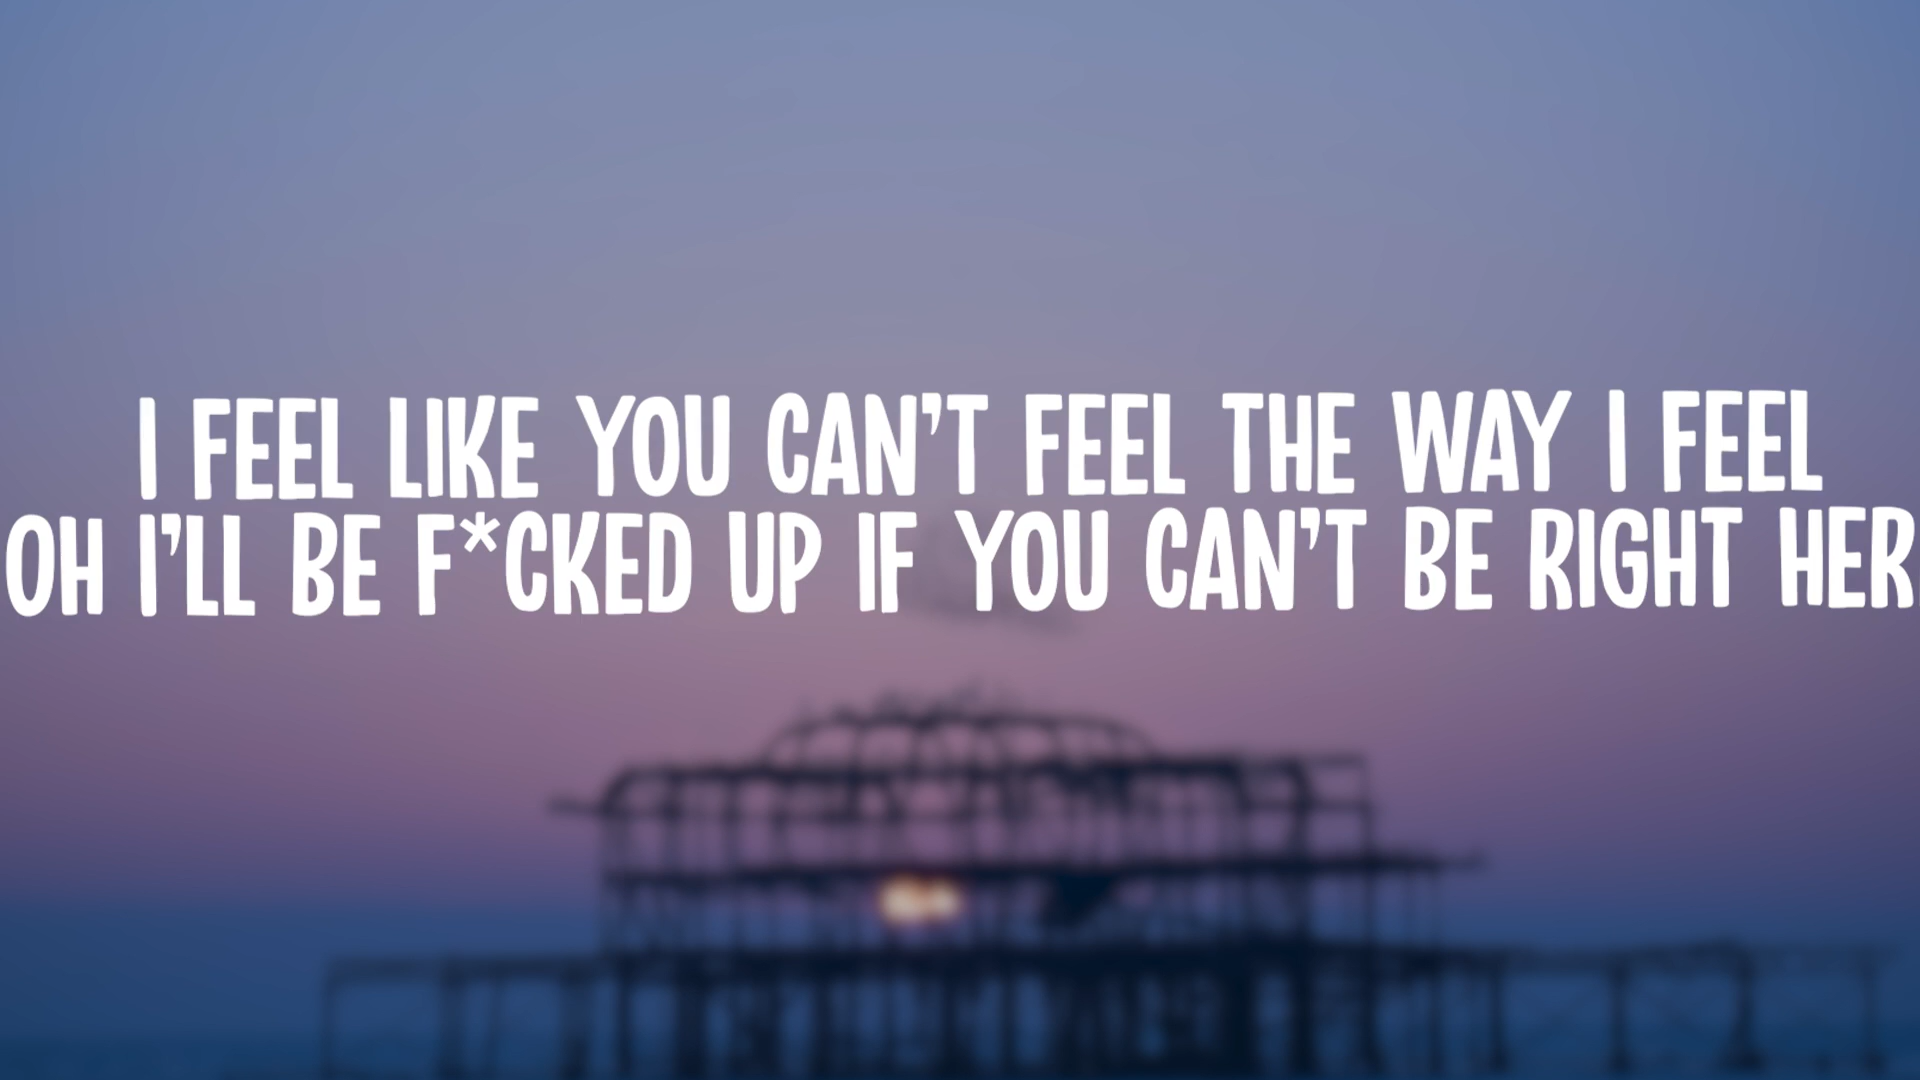 I FEEL LIKE YOU CAN'T FEEL THE WAY I FEEL
OH I'LL BE F*CKED UP IF YOU CAN'T BE RIGHT HER